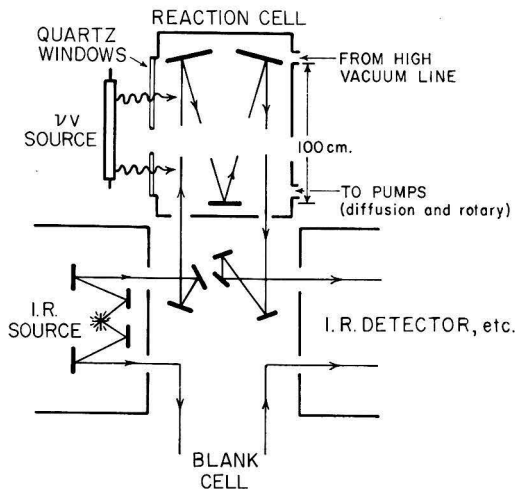 REACTION CELL
QUARTZ
WINDOWS
νV
SOURCE
FROM HIGH
VACUUM LINE
100 cm.
TO PUMPS
(diffusion and rotary)
I.R.
SOURCE
I.R. DETECTOR, etc.
BLANK
CELL